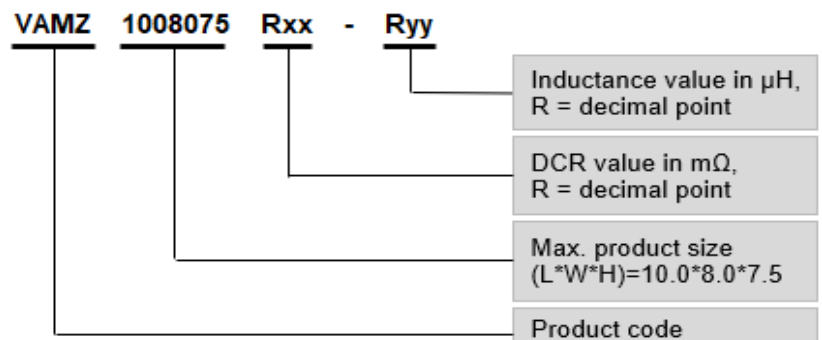 VAMZ 1008075 Rxx - Ryy
Inductance value in µH,
R = decimal point
DCR value in mΩ,
R = decimal point
Max. product size
(L*W*H)=10.0*8.0*7.5
Product code